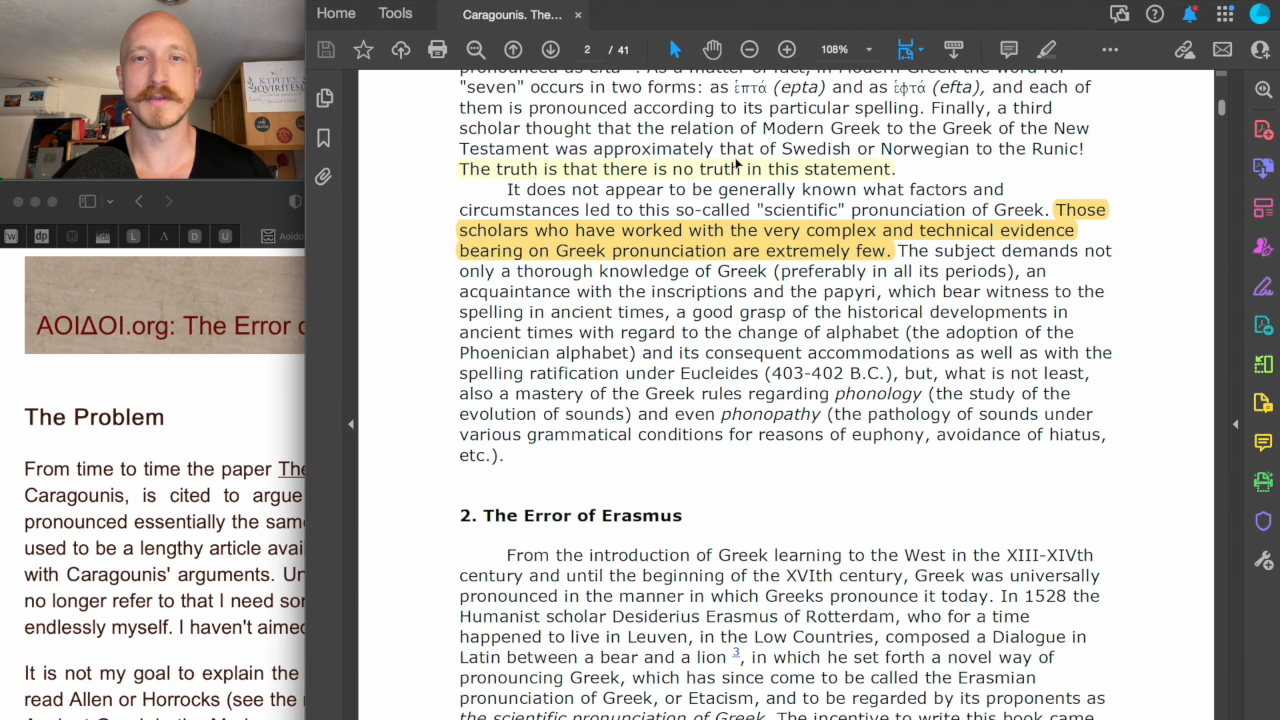 Home
Tools
Caragounis. The...
2 / 41
108%
ΚΥΡΙΤΕΣ
IQVIRITES
"seven" occurs in two forms: as ἑπτά (epta) and as ἑφτά (efta), and each of
them is pronounced according to its particular spelling. Finally, a third
scholar thought that the relation of Modern Greek to the Greek of the New
Testament was approximately that of Swedish or Norwegian to the Runic!
The truth is that there is no truth in this statement.
It does not appear to be generally known what factors and
circumstances led to this so-called "scientific" pronunciation of Greek. Those
scholars who have worked with the very complex and technical evidence
bearing on Greek pronunciation are extremely few. The subject demands not
only a thorough knowledge of Greek (preferably in all its periods), an
acquaintance with the inscriptions and the papyri, which bear witness to the
spelling in ancient times, a good grasp of the historical developments in
ancient times with regard to the change of alphabet (the adoption of the
Phoenician alphabet) and its consequent accommodations as well as with the
spelling ratification under Eucleides (403-402 B.C.), but, what is not least,
also a mastery of the Greek rules regarding phonology (the study of the
evolution of sounds) and even phonopathy (the pathology of sounds under
various grammatical conditions for reasons of euphony, avoidance of hiatus,
etc.).
2. The Error of Erasmus
From the introduction of Greek learning to the West in the XIII-XIVth
century and until the beginning of the XVIth century, Greek was universally
pronounced in the manner in which Greeks pronounce it today. In 1528 the
Humanist scholar Desiderius Erasmus of Rotterdam, who for a time
happened to live in Leuven, in the Low Countries, composed a Dialogue in
Latin between a bear and a lion 3, in which he set forth a novel way of
pronouncing Greek, which has since come to be called the Erasmian
pronunciation of Greek, or Etacism, and to be regarded by its proponents as
the scientific pronunciation of Greek. The incentive to write this book came
Aoido
ΑΟΙΔΟΙ.org: The Error o
The Problem
From time to time the paper The
Caragounis, is cited to argue
pronounced essentially the sam
used to be a lengthy article avai
with Caragounis' arguments. Un
no longer refer to that I need son
endlessly myself. I haven't aimed
It is not my goal to explain the
read Allen or Horrocks (see the